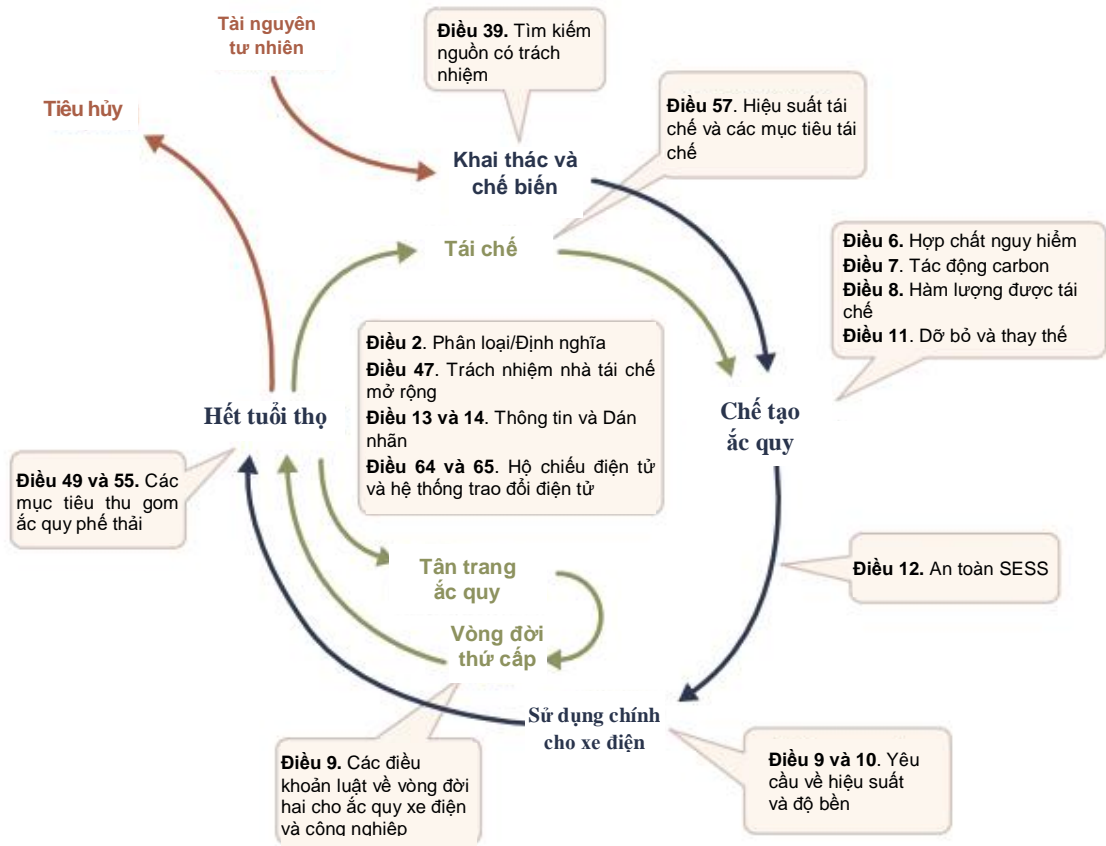 Tài nguyên
tư nhiên
Điều 39. Tìm kiếm
nguồn có trách
nhiệm
Tiêu hủy
Điều 57. Hiệu suất tái
chế và các mục tiêu tái
chế
Khai thác và
chế biến
Tái chế
Điều 6. Hợp chất nguy hiểm
Điều 7. Tác động carbon
Điều 8. Hàm lượng được tái
chế
Điều 11. Dỡ bỏ và thay thế
Điều 2. Phân loại/Định nghĩa
Điều 47. Trách nhiệm nhà tái chế
mở rộng
Điều 13 và 14. Thông tin và Dán
nhãn
Điều 64 và 65. Hộ chiếu điện tử
và hệ thống trao đổi điện tử
Hết tuổi thọ
Chế tạo
ắc quy
Điều 49 và 55. Các
mục tiêu thu gom
ắc quy phế thải
Tân trang
ắc quy
Điều 12. An toàn SESS
Vòng đời
thứ cấp
Sử dụng chính
cho xe điện
Điều 9. Các điều
khoản luật về vòng đời
hai cho ắc quy xe điện
và công nghiệp
Điều 9 và 10. Yêu
cầu về hiệu suất
và độ bền